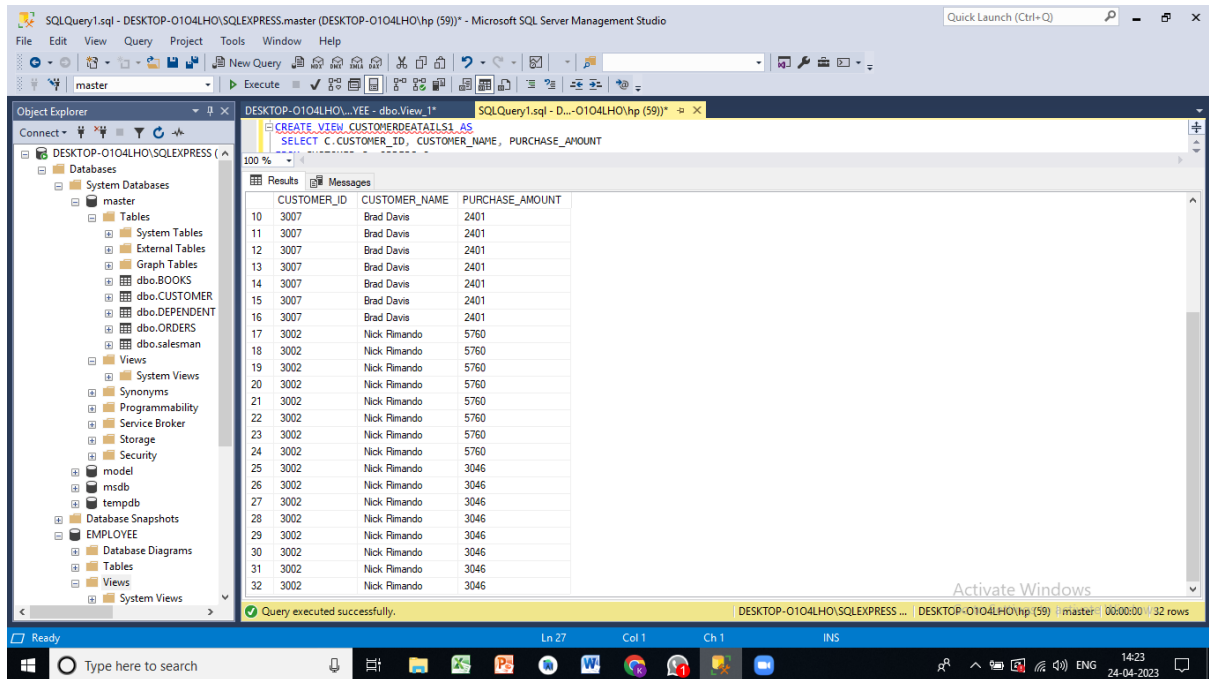 SQLQuery1.sql - DESKTOP-O1O4LHO\SQLEXPRESS.master (DESKTOP-O1O4LHO\hp (59))* - Microsoft SQL Server Management Studio
Quick Launch (Ctrl+Q)
File Edit View Query Project Tools Window Help
New Query
master
Execute
Object Explorer
DESKTOP-O1O4LHO\...YEE - dbo.View_1*
SQLQuery1.sql - D...-O1O4LHO\hp (59))*
Connect
CREATE VIEW CUSTOMERDEATAILS1 AS
SELECT C.CUSTOMER_ID, CUSTOMER_NAME, PURCHASE_AMOUNT
100 %
DESKTOP-O1O4LHO\SQLEXPRESS (
Databases
System Databases
master
Tables
System Tables
External Tables
Graph Tables
dbo.BOOKS
dbo.CUSTOMER
dbo.DEPENDENT
dbo.ORDERS
dbo.salesman
Views
System Views
Synonyms
Programmability
Service Broker
Storage
Security
model
msdb
tempdb
Database Snapshots
EMPLOYEE
Database Diagrams
Tables
Views
System Views
Results Messages
CUSTOMER_ID CUSTOMER_NAME PURCHASE_AMOUNT
10 3007 Brad Davis 2401
11 3007 Brad Davis 2401
12 3007 Brad Davis 2401
13 3007 Brad Davis 2401
14 3007 Brad Davis 2401
15 3007 Brad Davis 2401
16 3007 Brad Davis 2401
17 3002 Nick Rimando 5760
18 3002 Nick Rimando 5760
19 3002 Nick Rimando 5760
20 3002 Nick Rimando 5760
21 3002 Nick Rimando 5760
22 3002 Nick Rimando 5760
23 3002 Nick Rimando 5760
24 3002 Nick Rimando 5760
25 3002 Nick Rimando 3046
26 3002 Nick Rimando 3046
27 3002 Nick Rimando 3046
28 3002 Nick Rimando 3046
29 3002 Nick Rimando 3046
30 3002 Nick Rimando 3046
31 3002 Nick Rimando 3046
32 3002 Nick Rimando 3046
Activate Windows
Query executed successfully.
DESKTOP-O1O4LHO\SQLEXPRESS ... DESKTOP-O1O4LHO\hp (59) master 00:00:00 32 rows
Ready Ln 27 Col 1 Ch 1 INS
Type here to search
ENG
14:23
24-04-2023